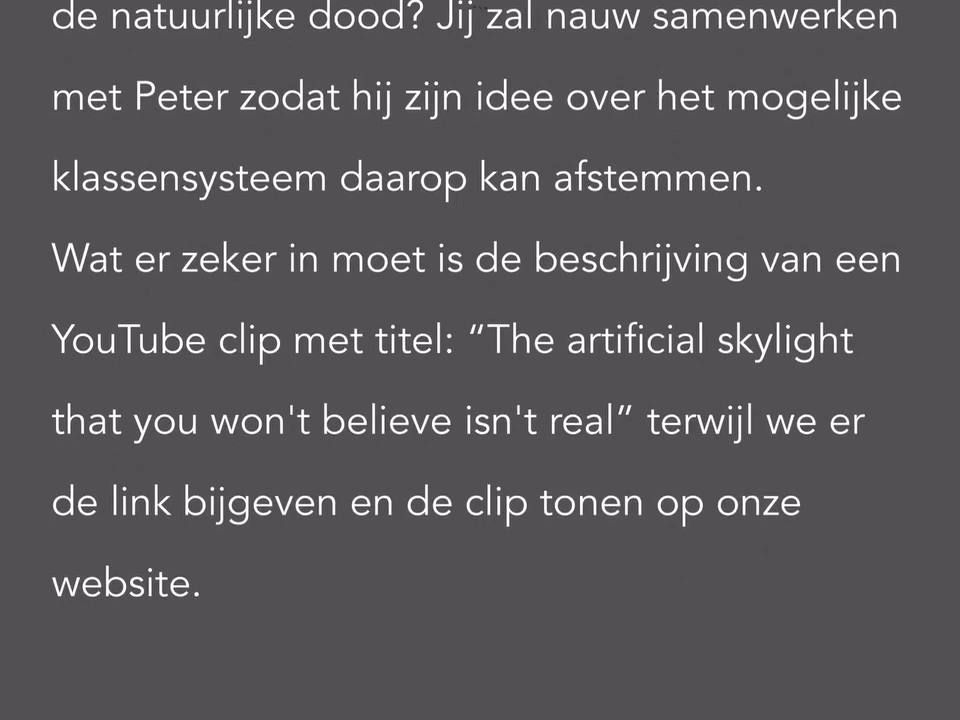 de natuurlijke dood? Jij zal nauw samenwerken
met Peter zodat hij zijn idee over het mogelijke
klassensysteem daarop kan afstemmen.
Wat er zeker in moet is de beschrijving van een
YouTube clip met titel: “The artificial skylight
that you won't believe isn't real” terwijl we er
de link bijgeven en de clip tonen op onze
website.